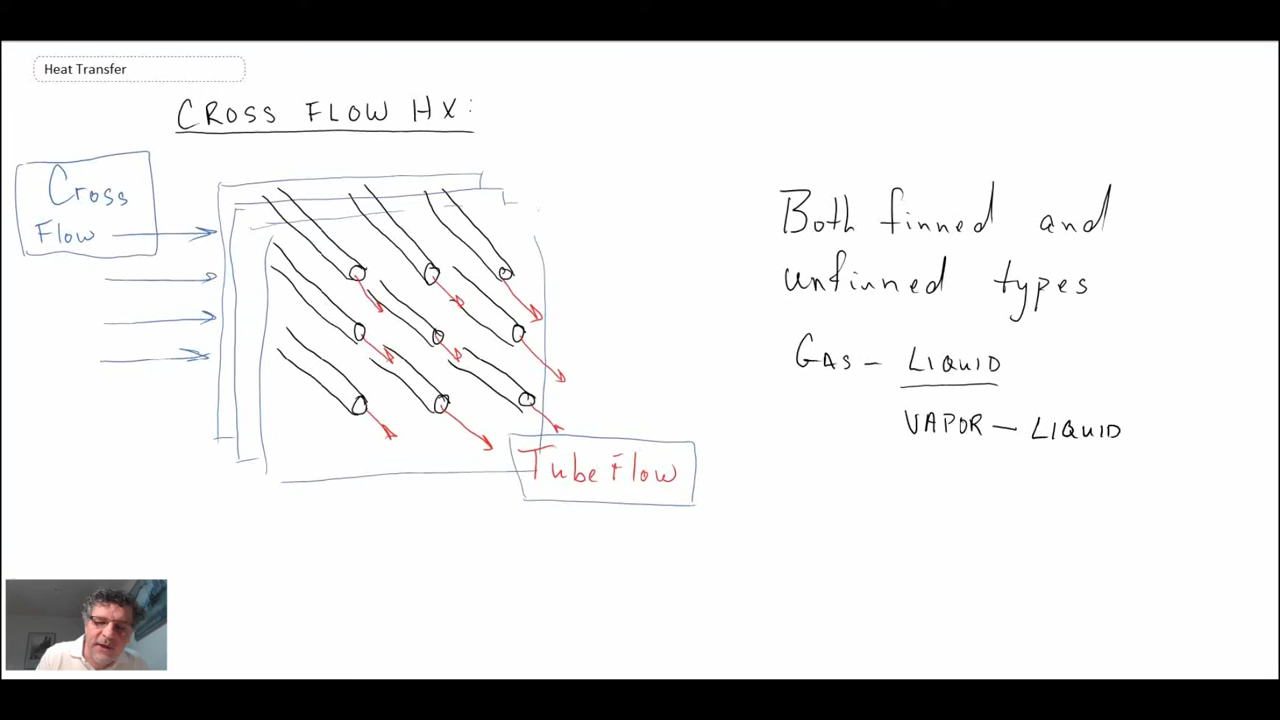 Heat Transfer
CROSS FLOW HX:
Cross
Flow
Both finned and
unfinned types
GAS - LIQUID
VAPOR - LIQUID
Tube Flow